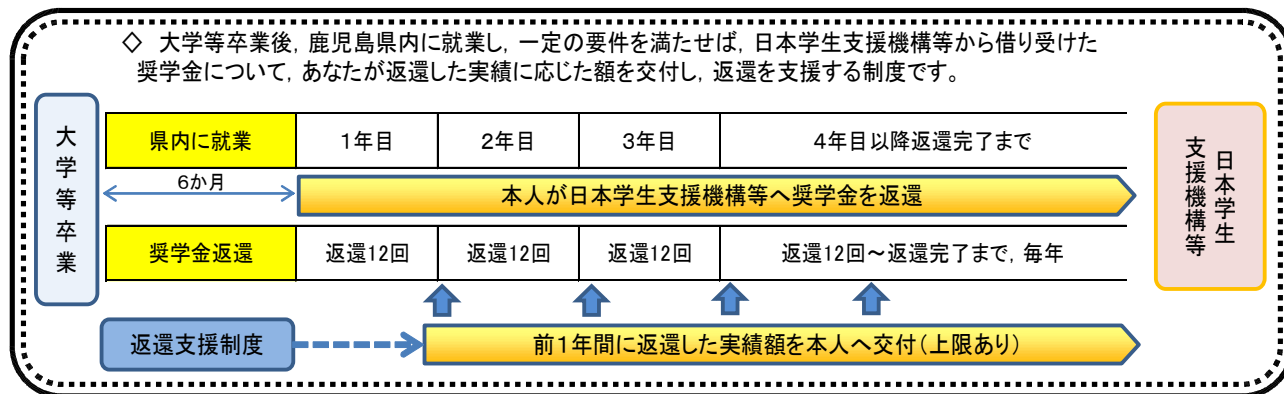 ◇ 大学等卒業後，鹿児島県内に就業し，一定の要件を満たせば，日本学生支援機構等から借り受けた
奨学金について，あなたが返還した実績に応じた額を交付し，返還を支援する制度です。
大学等卒業
県内に就業 1年目 2年目 3年目 4年目以降返還完了まで
6か月
本人が日本学生支援機構等へ奨学金を返還
奨学金返還 返還12回 返還12回 返還12回 返還12回～返還完了まで，毎年
日本学生
支援機構等
返還支援制度
前１年間に返還した実績額を本人へ交付（上限あり）